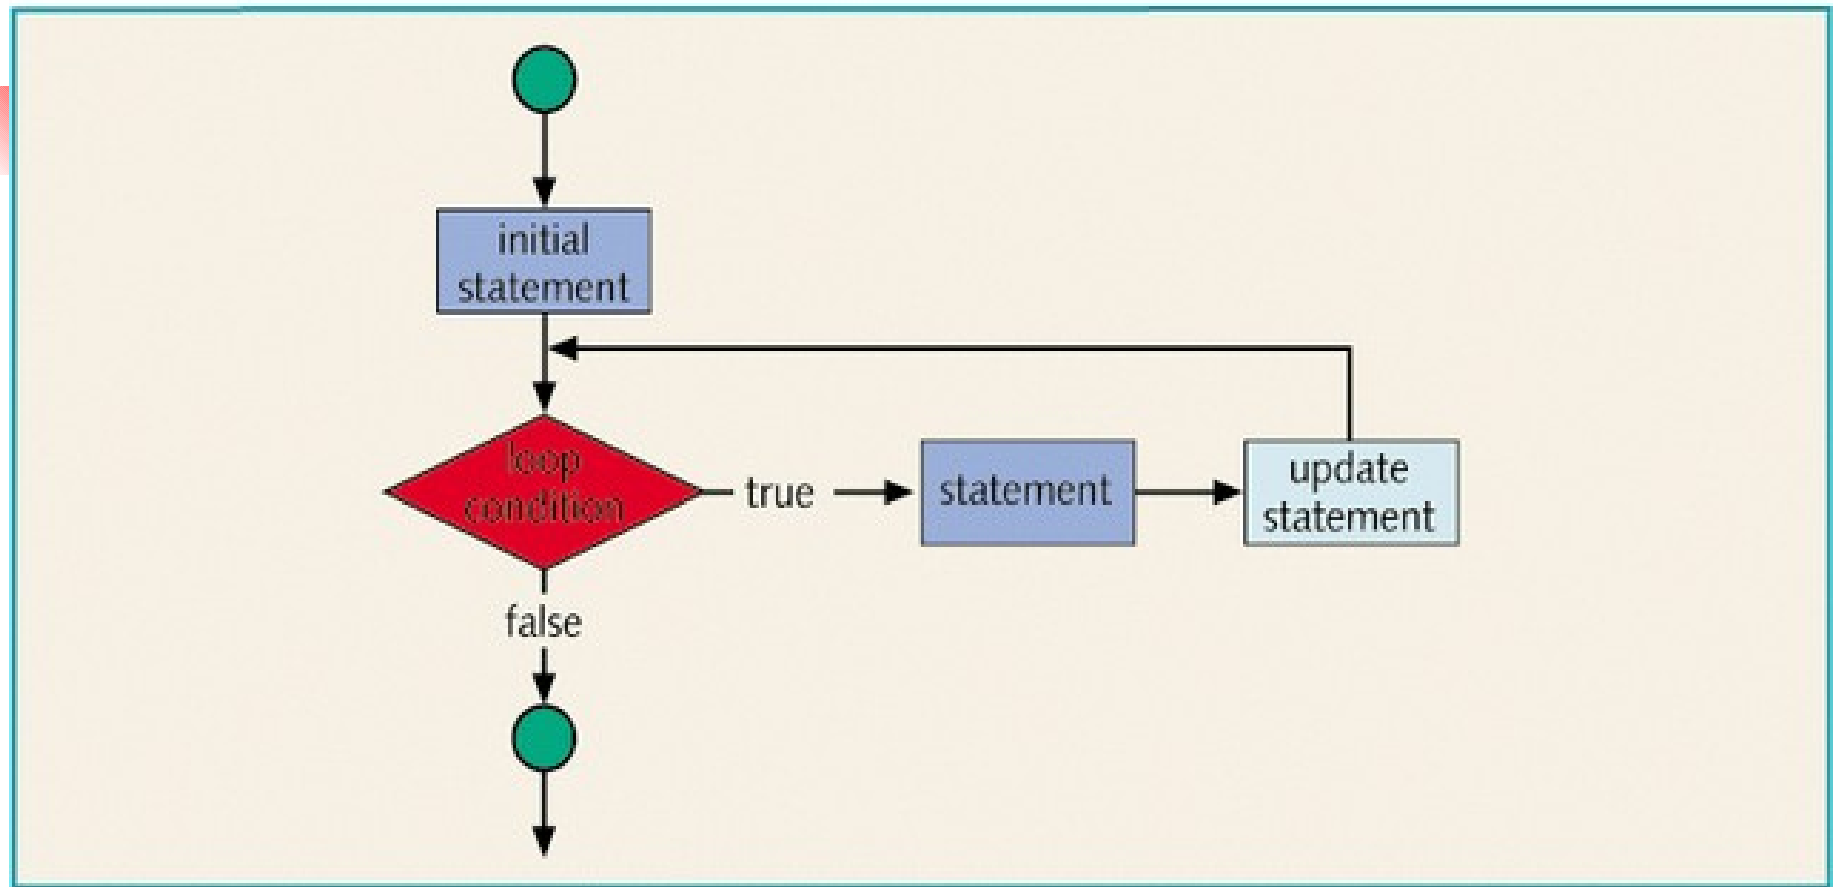 initial
statement
loop
condition
true
statement
update
statement
false